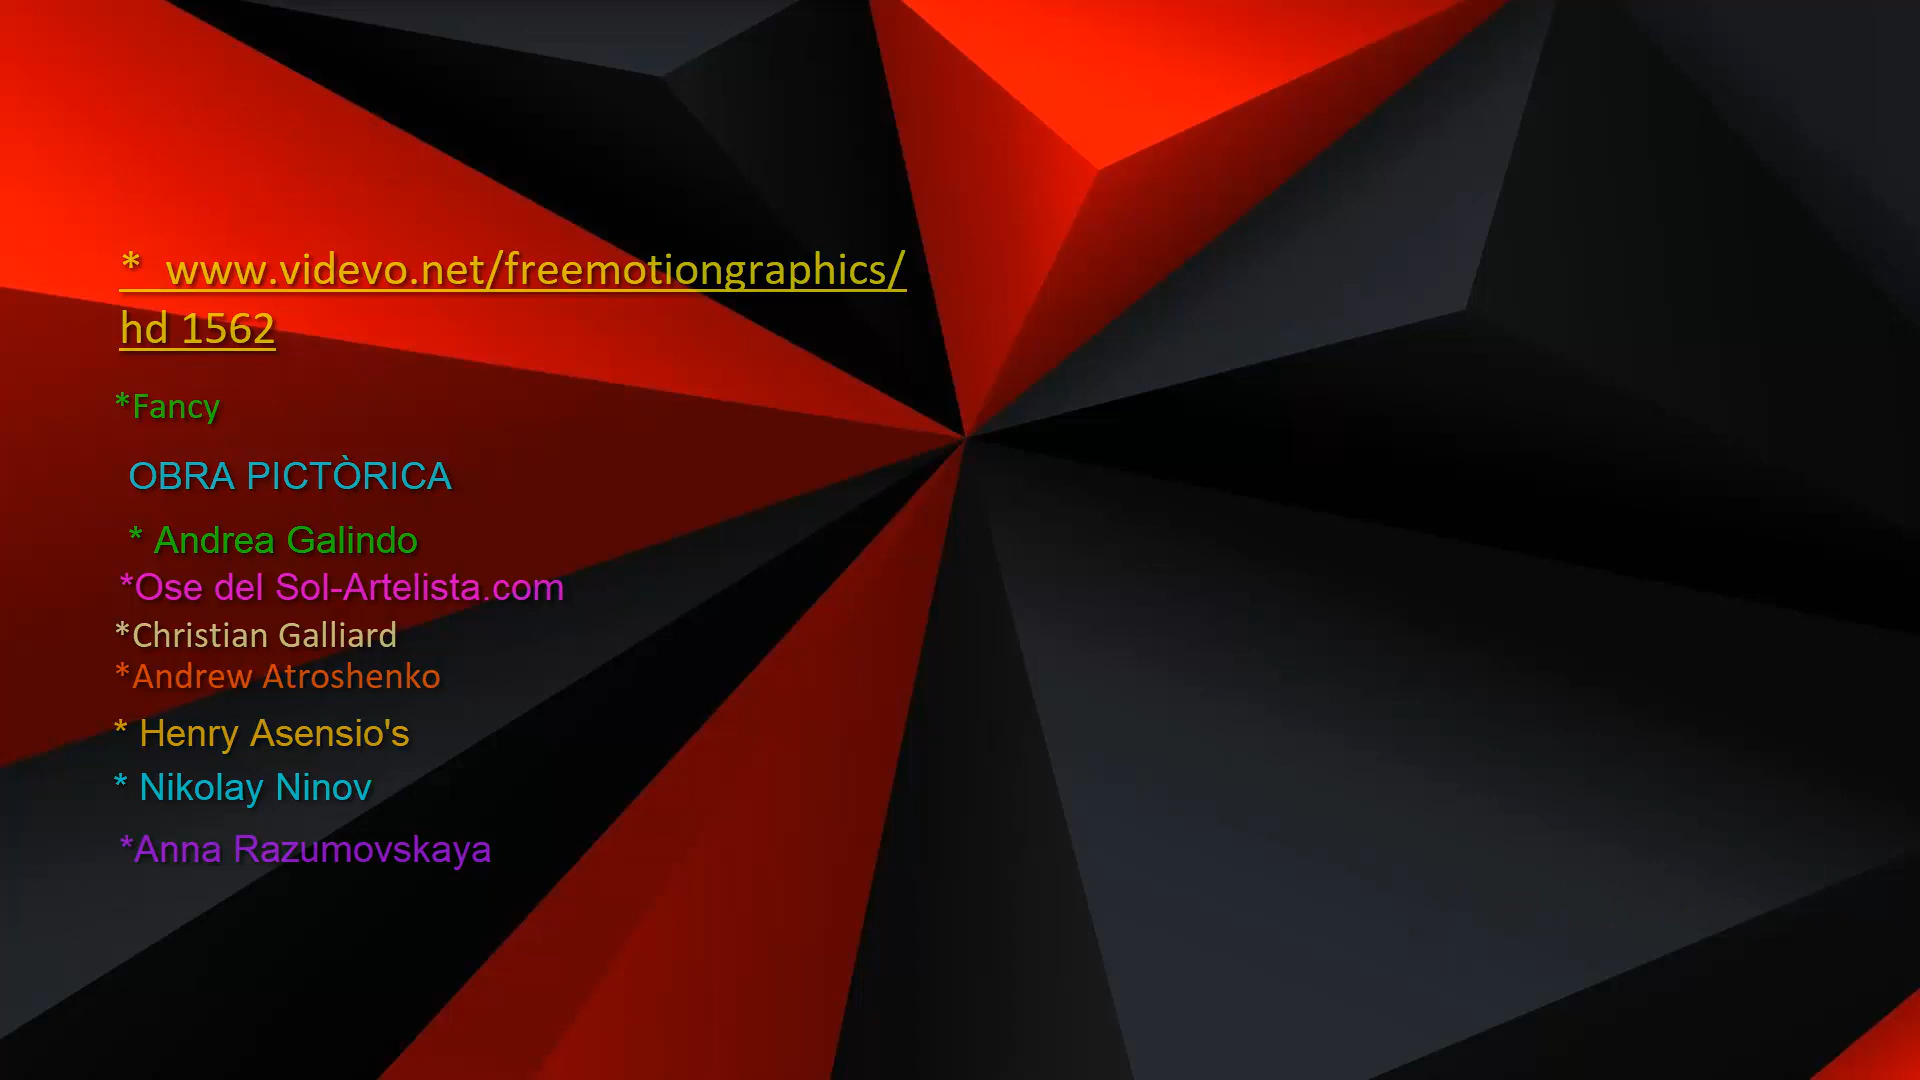 * www.videvo.net/freemotiongraphics/
hd 1562
*Fancy
OBRA PICTÒRICA
* Andrea Galindo
*Ose del Sol-Artelista.com
*Christian Galliard
*Andrew Atroshenko
* Henry Asensio's
* Nikolay Ninov
*Anna Razumovskaya